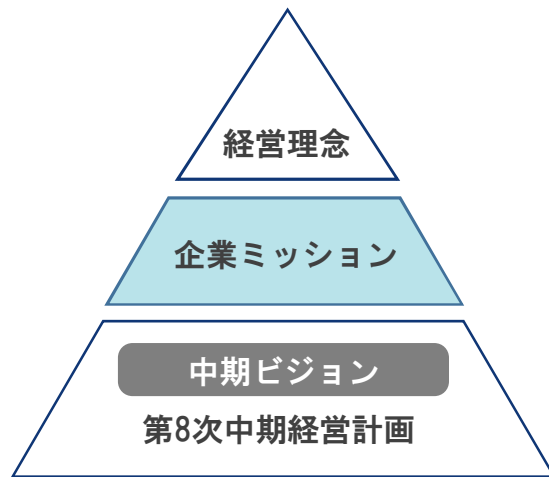 経営理念
企業ミッション
中期ビジョン
第8次中期経営計画